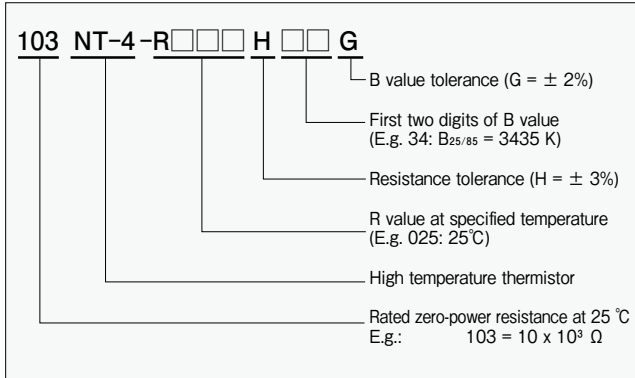 103 NT-4-R□□□ H □□ G
B value tolerance (G = ± 2%)
First two digits of B value
(E.g. 34: B25/85 = 3435 K)
Resistance tolerance (H = ± 3%)
R value at specified temperature
(E.g. 025: 25℃)
High temperature thermistor
Rated zero-power resistance at 25 ℃
E.g.: 103 = 10 x 10³ Ω